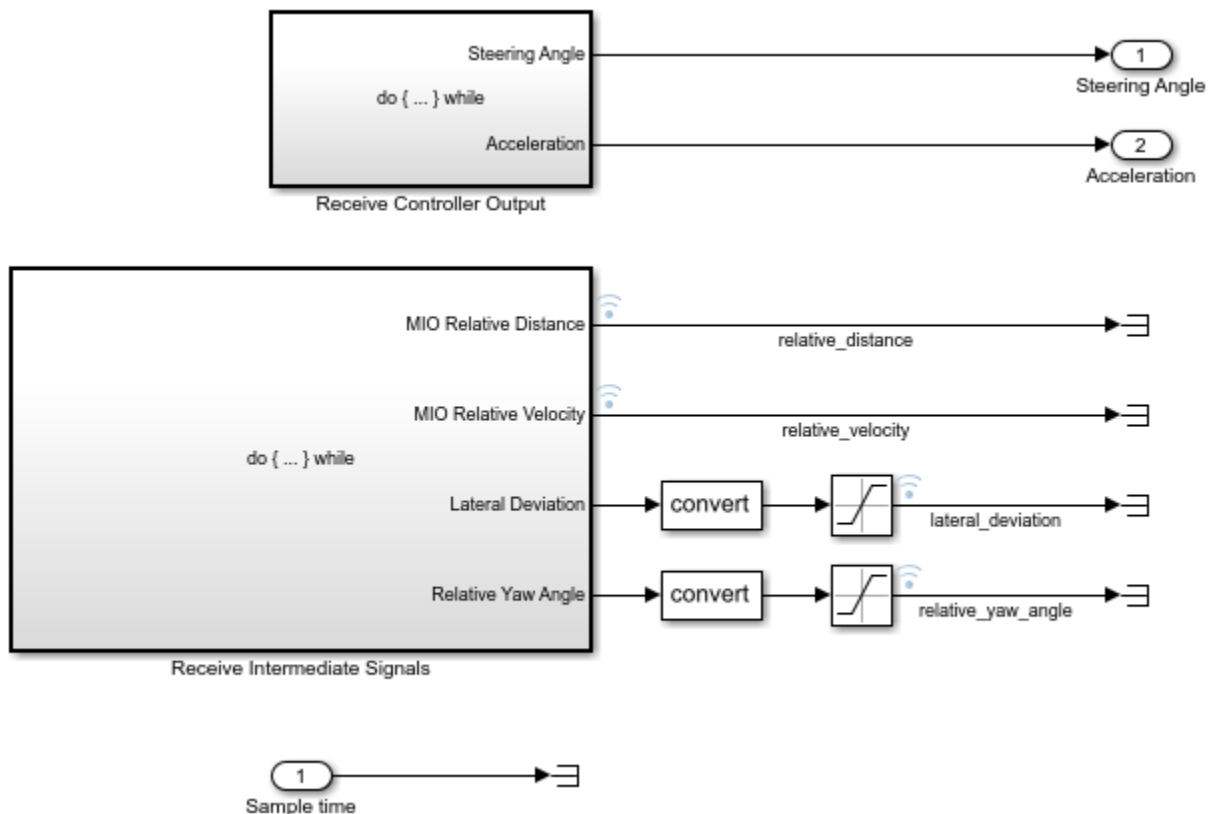 Steering Angle
1
Steering Angle
do { ... } while
Acceleration
2
Acceleration
Receive Controller Output
MIO Relative Distance
relative_distance
MIO Relative Velocity
relative_velocity
do { ... } while
Lateral Deviation
convert
lateral_deviation
Relative Yaw Angle
convert
relative_yaw_angle
Receive Intermediate Signals
1
Sample time